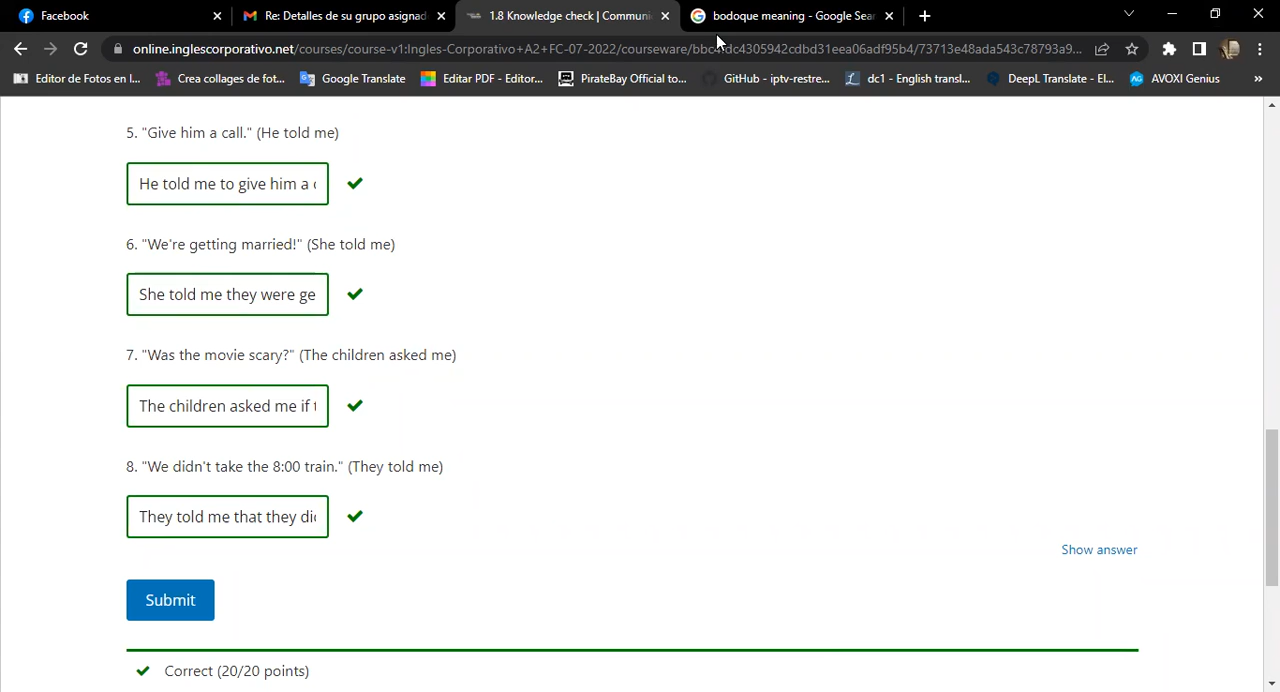 Facebook
Re: Detalles de su grupo asignad
1.8 Knowledge check | Communi
bodoque meaning - Google Sear
online.inglescorporativo.net/courses/course-v1:Ingles-Corporativo+A2+FC-07-2022/courseware/
Editor de Fotos en l...
Crea collages de fot...
Google Translate
Editar PDF - Editor...
PirateBay Official to...
GitHub - iptv-restre...
dc1 - English transl...
DeepL Translate - El...
AVOXI Genius
»
5. "Give him a call." (He told me)
He told me to give him a c
6. "We're getting married!" (She told me)
She told me they were ge
7. "Was the movie scary?" (The children asked me)
The children asked me if t
8. "We didn't take the 8:00 train." (They told me)
They told me that they did
Show answer
Submit
Correct (20/20 points)